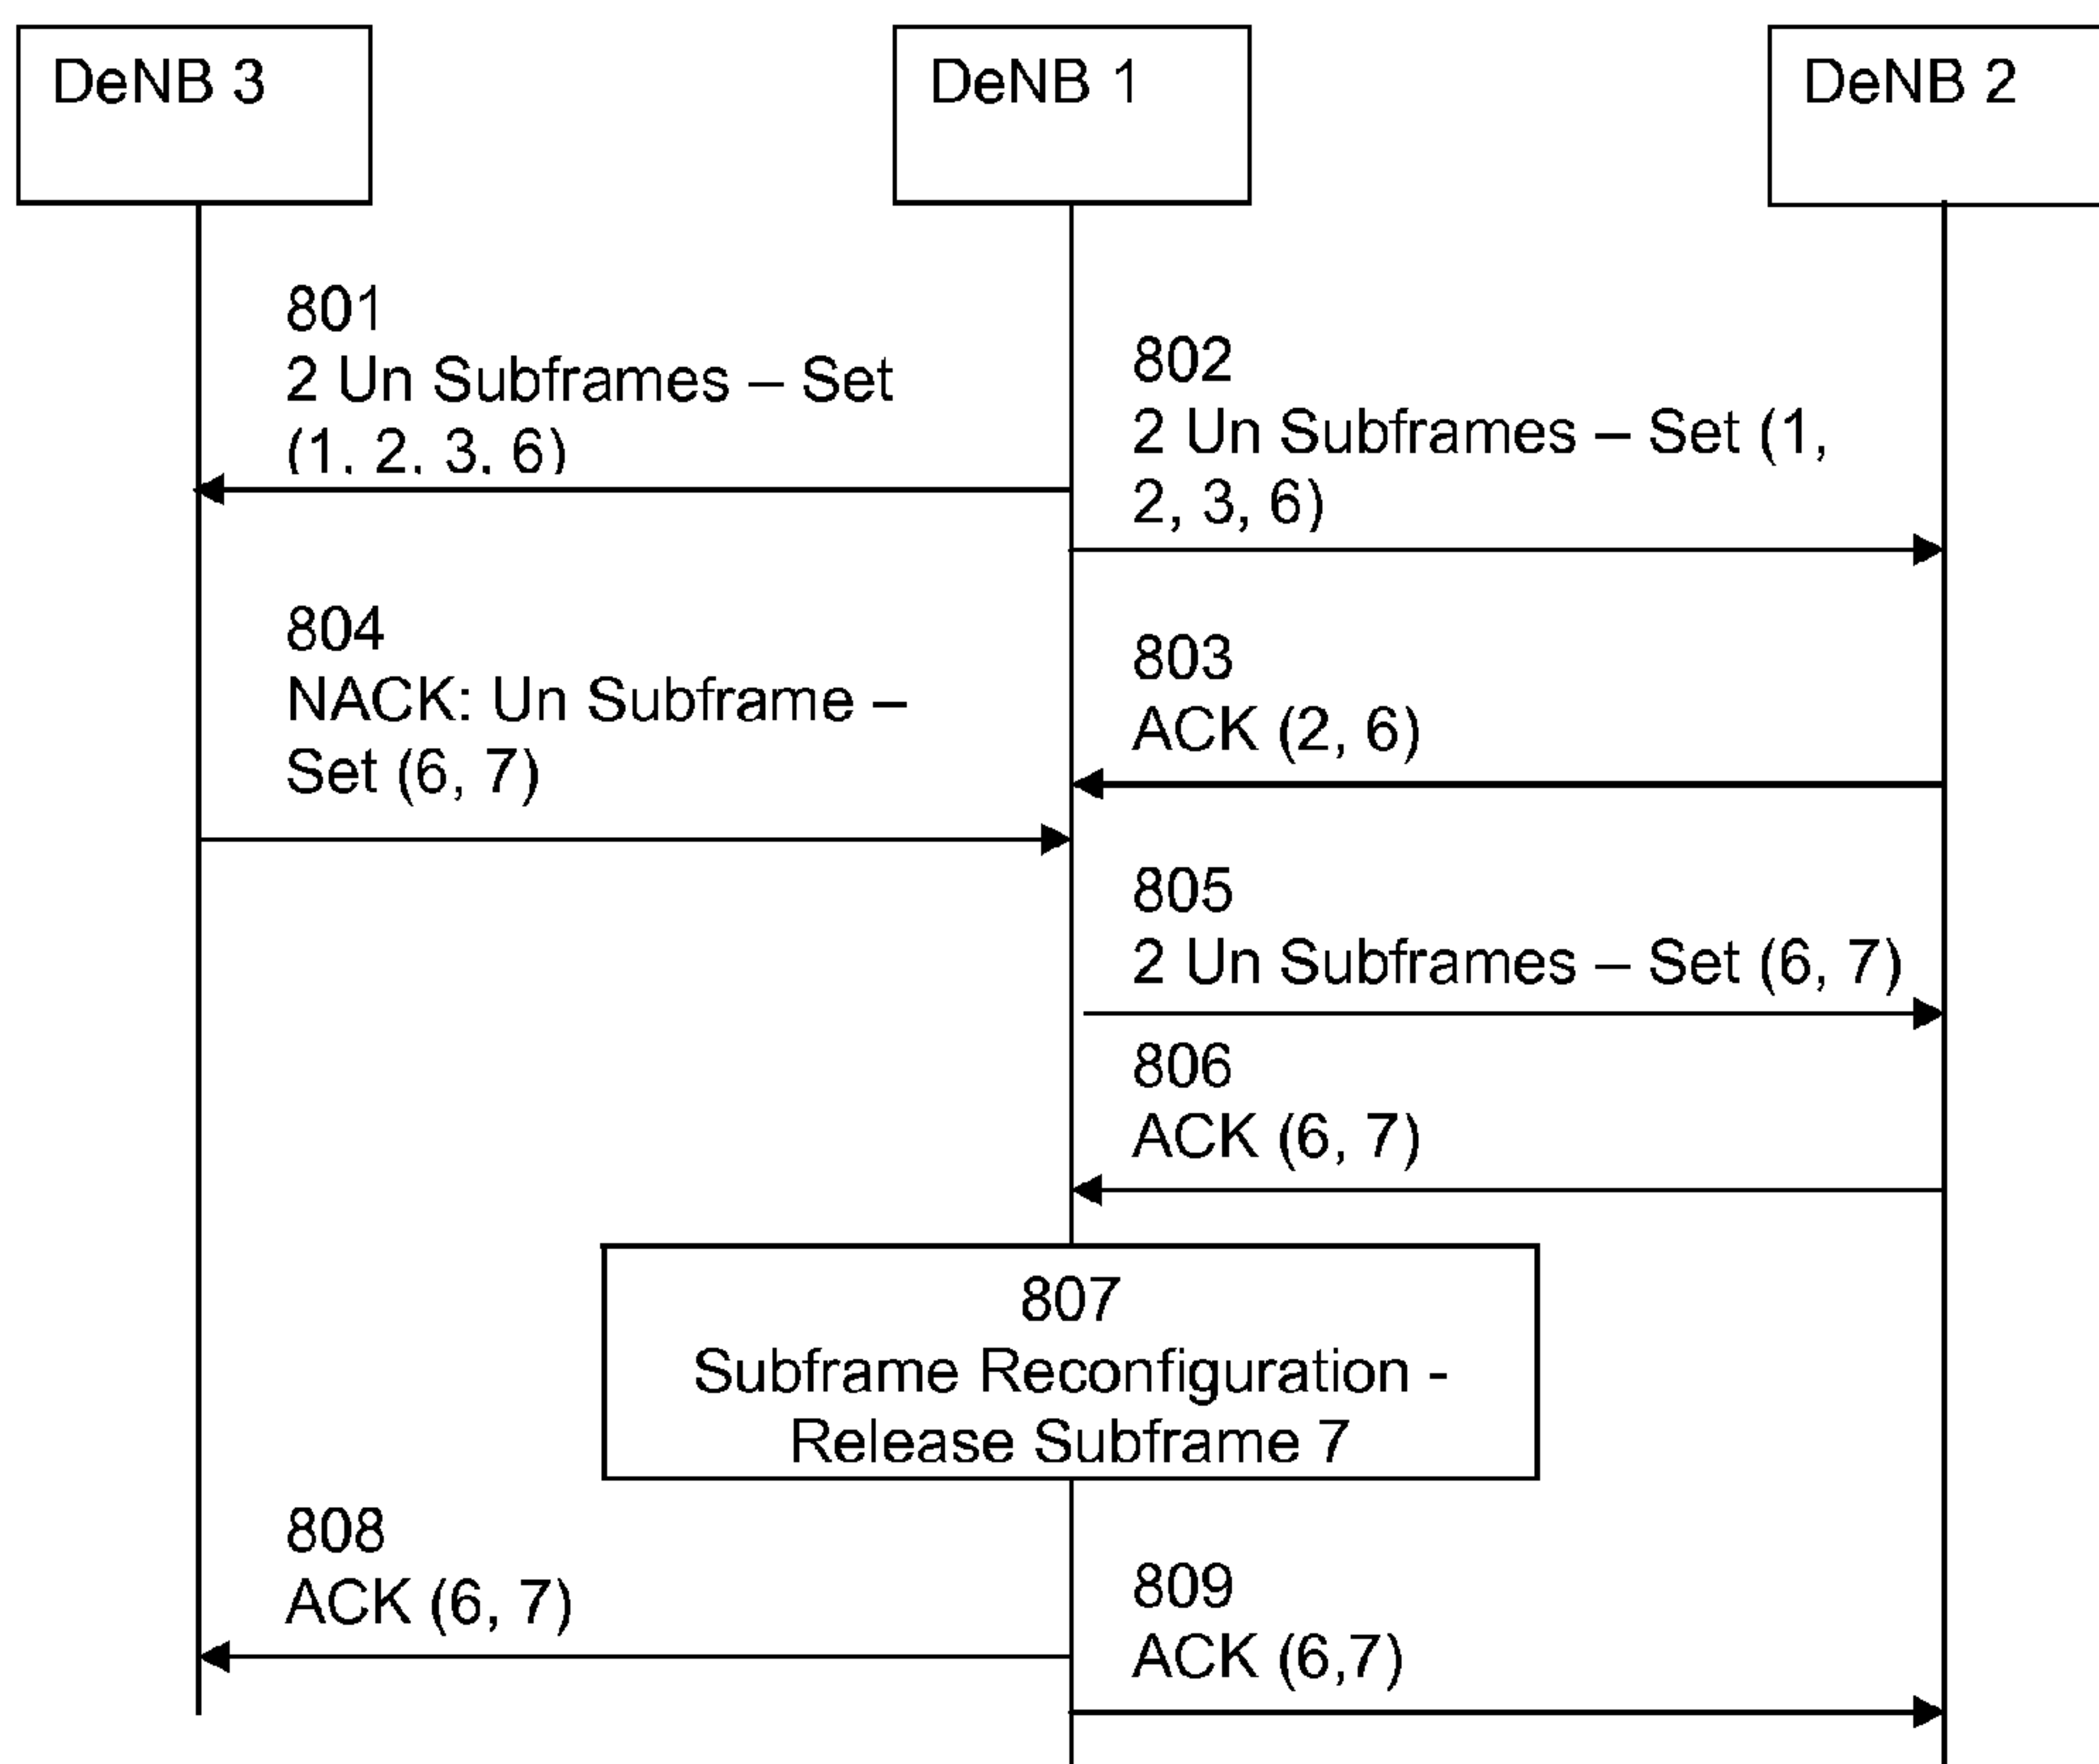 DeNB 3
DeNB 1
DeNB 2
801
2 Un Subframes – Set
(1, 2, 3, 6)
802
2 Un Subframes – Set (1,
2, 3, 6)
804
NACK: Un Subframe –
Set (6, 7)
803
ACK (2, 6)
805
2 Un Subframes – Set (6, 7)
806
ACK (6, 7)
807
Subframe Reconfiguration -
Release Subframe 7
808
ACK (6, 7)
809
ACK (6,7)